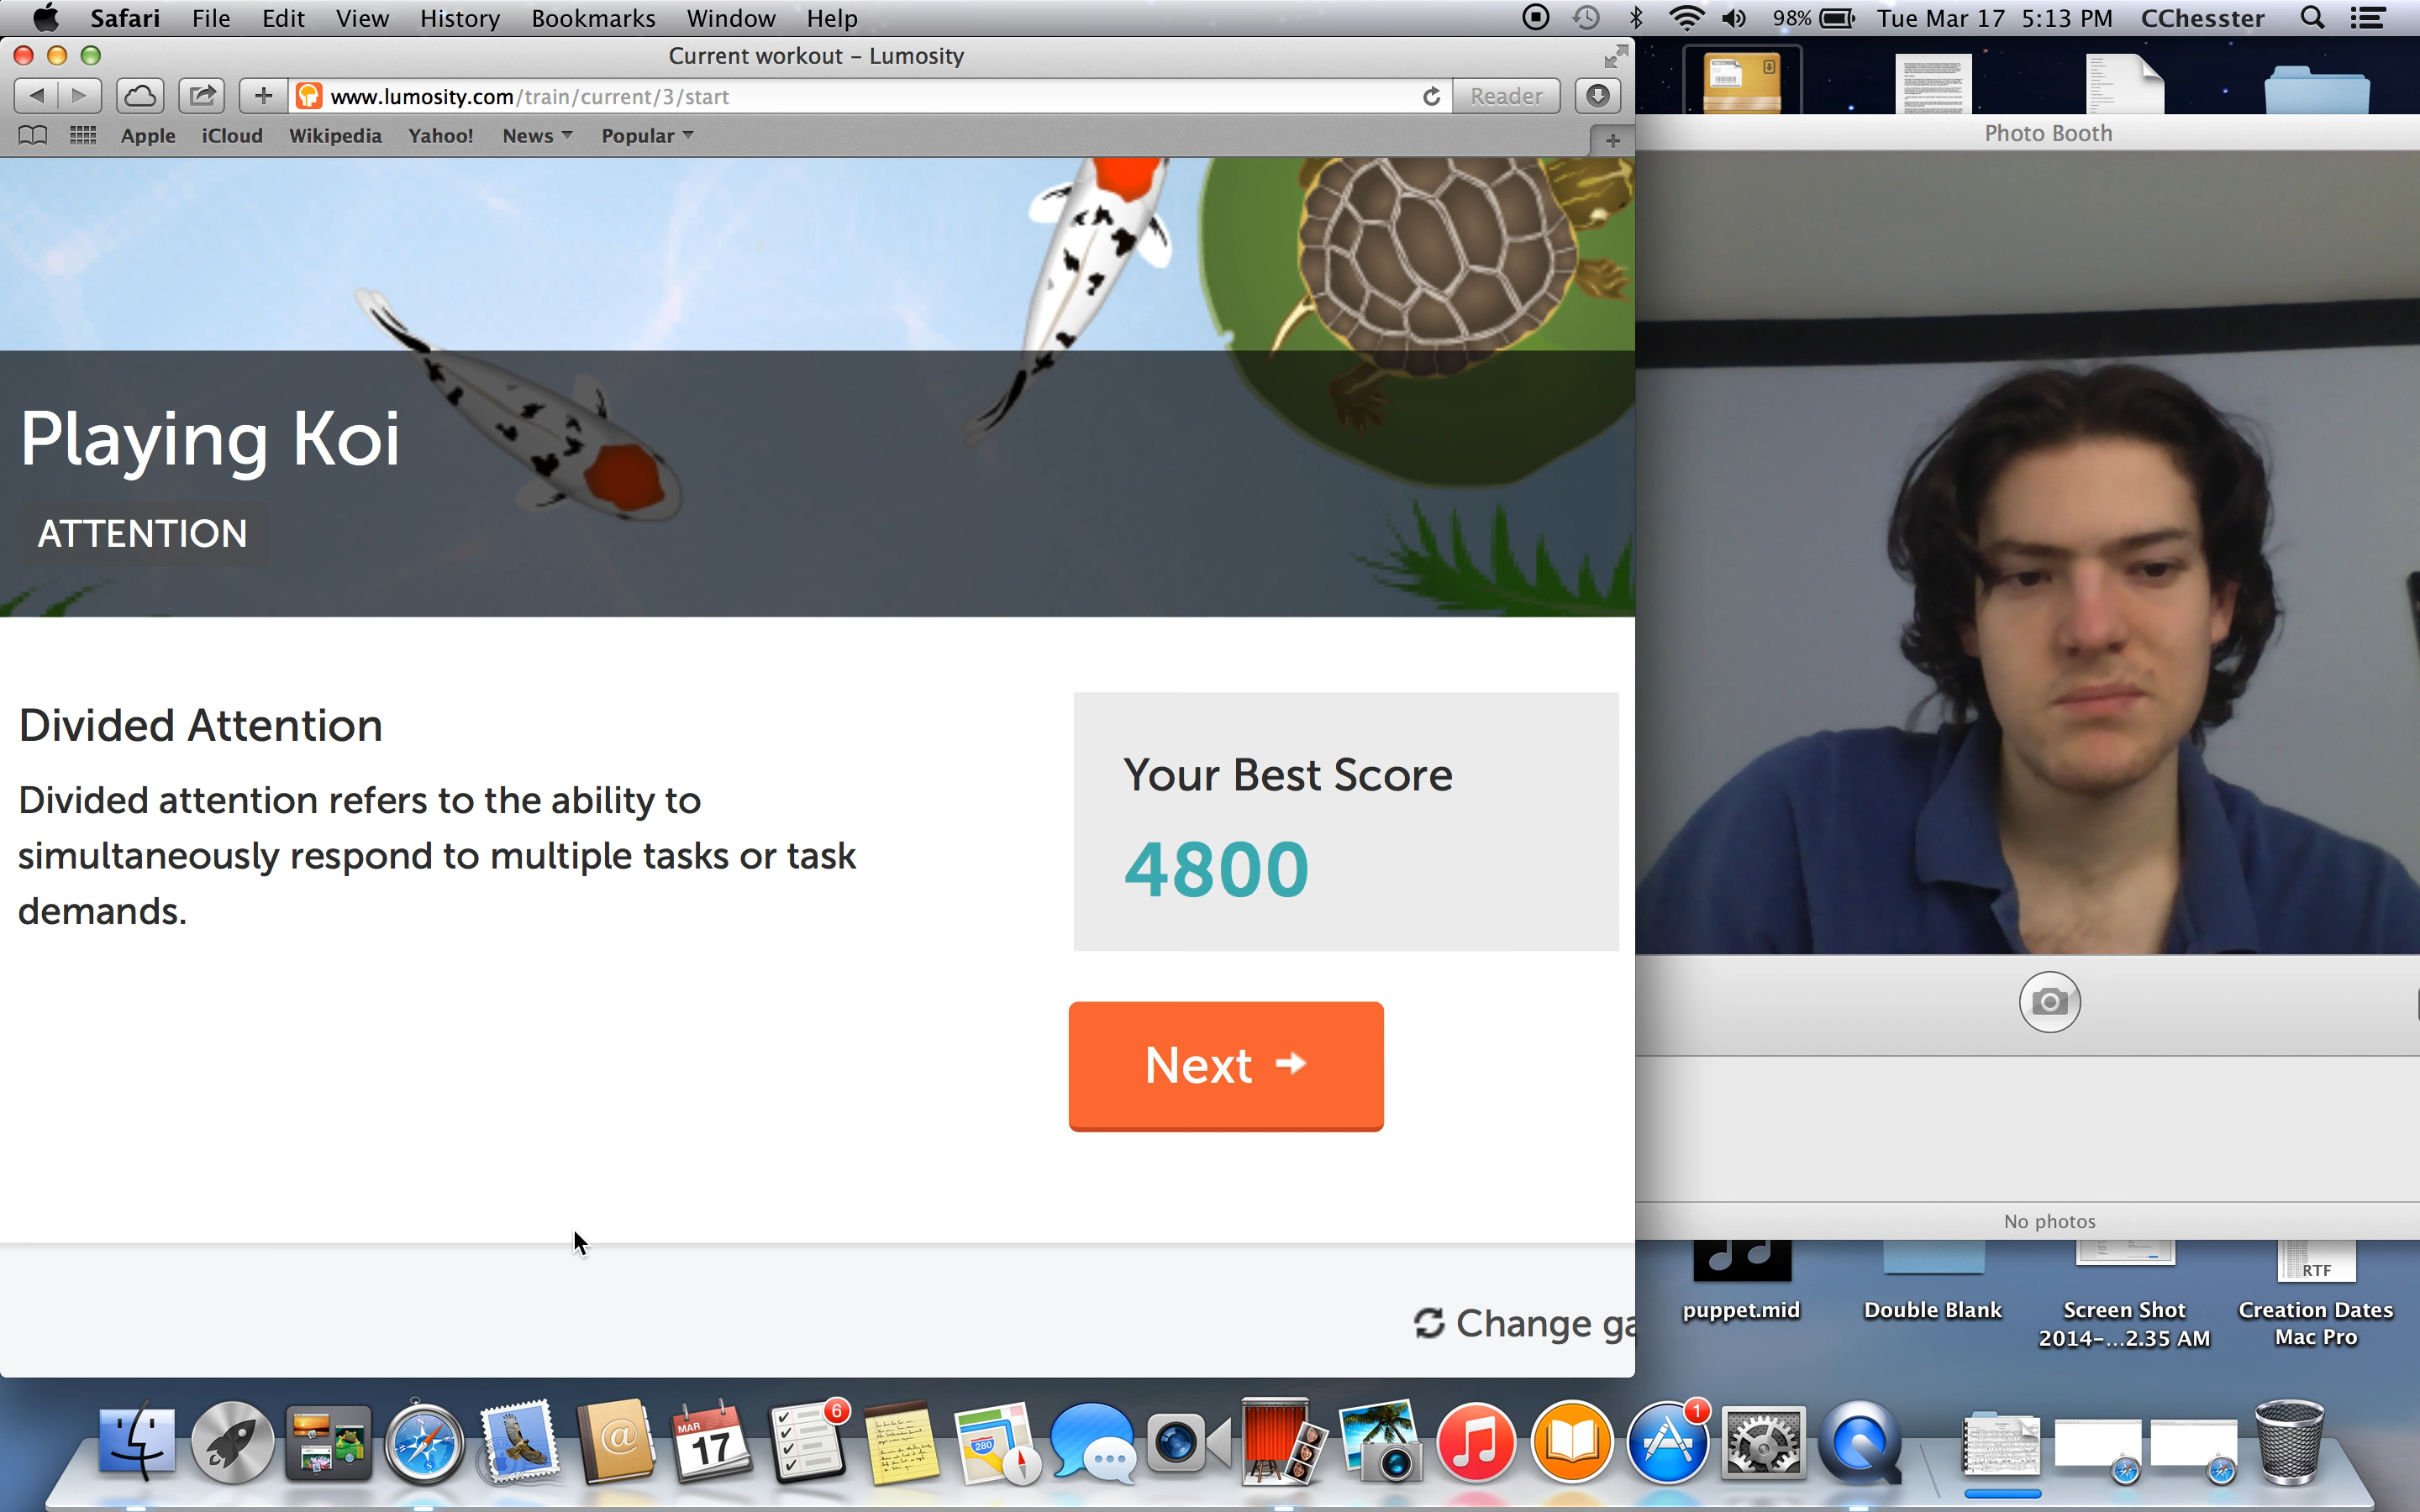 Safari File Edit View History Bookmarks Window Help 98% Tue Mar 17 5:13 PM CChesster
Current workout – Lumosity
www.lumosity.com/train/current/3/start Reader
Apple iCloud Wikipedia Yahoo! News Popular
Photo Booth
Playing Koi
ATTENTION
Divided Attention
Divided attention refers to the ability to
simultaneously respond to multiple tasks or task
demands.
Your Best Score
4800
Next
No photos
Change ga
RTF
puppet.mid
Double Blank
Screen Shot
2014-...2.35 AM
Creation Dates
Mac Pro
MAR
17
6
280
1